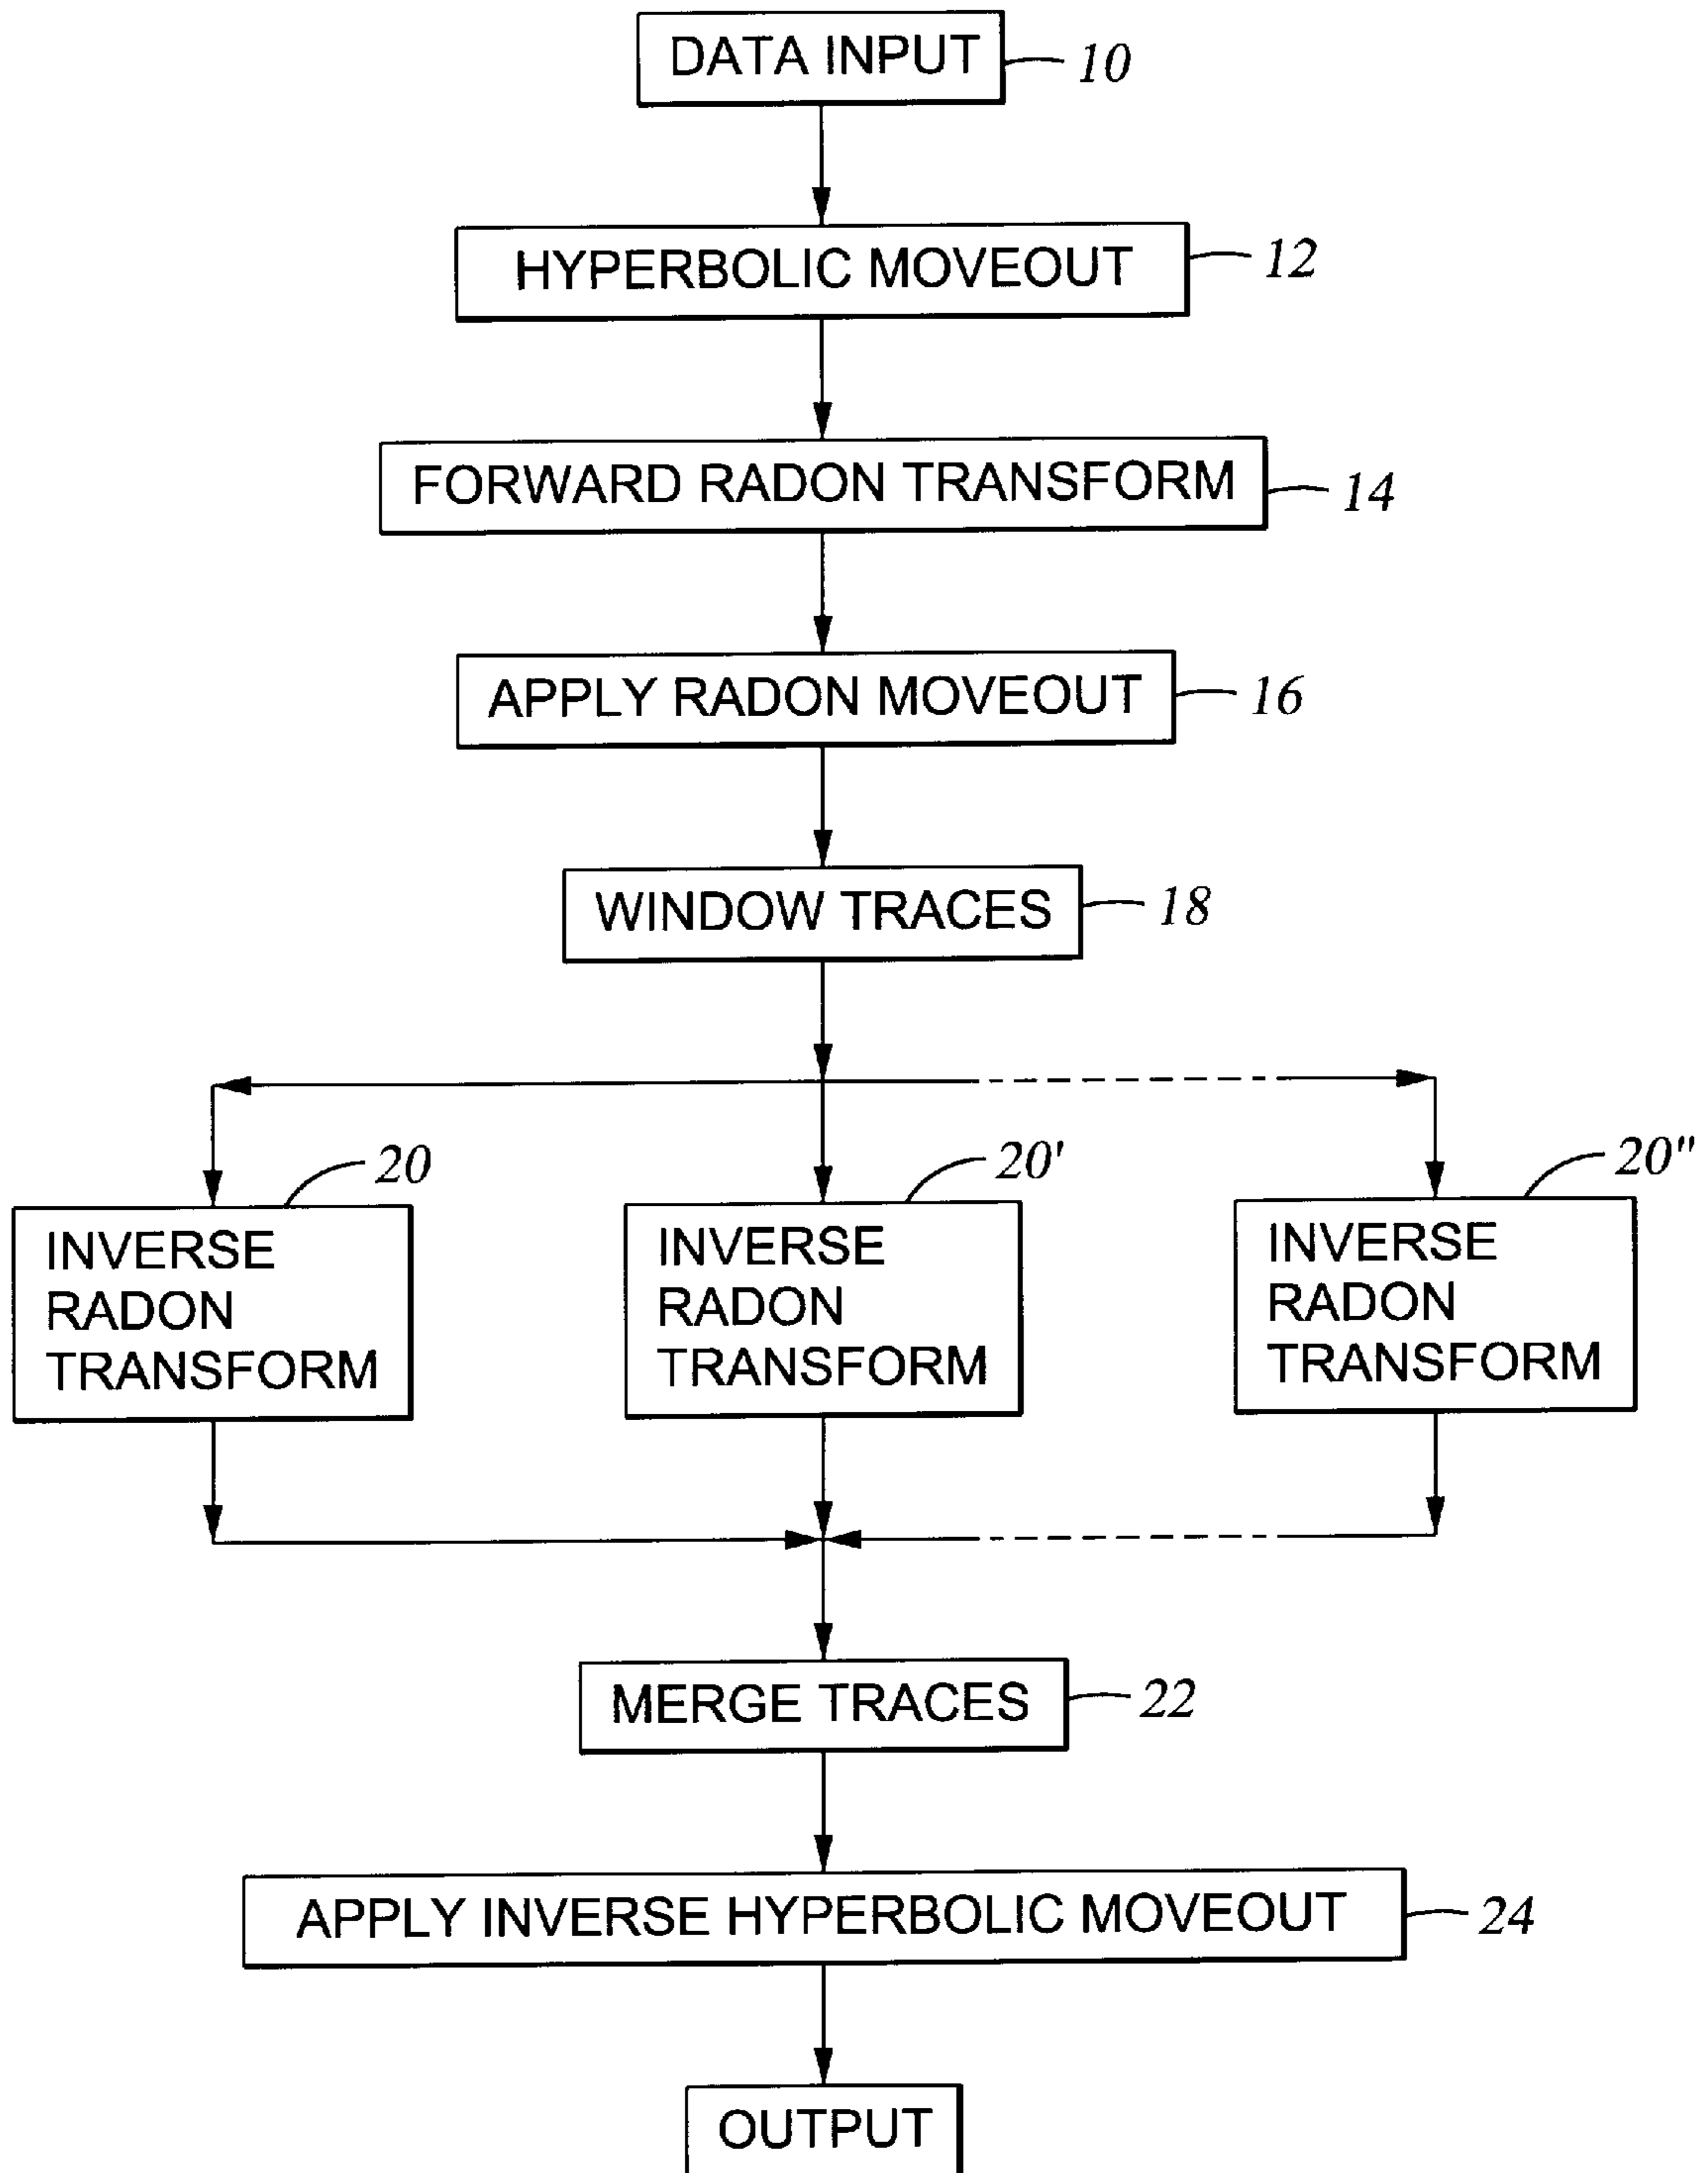 DATA INPUT 10
HYPERBOLIC MOVEOUT 12
FORWARD RADON TRANSFORM 14
APPLY RADON MOVEOUT 16
WINDOW TRACES 18
20
INVERSE
RADON
TRANSFORM
20'
INVERSE
RADON
TRANSFORM
20"
INVERSE
RADON
TRANSFORM
MERGE TRACES 22
APPLY INVERSE HYPERBOLIC MOVEOUT 24
OUTPUT